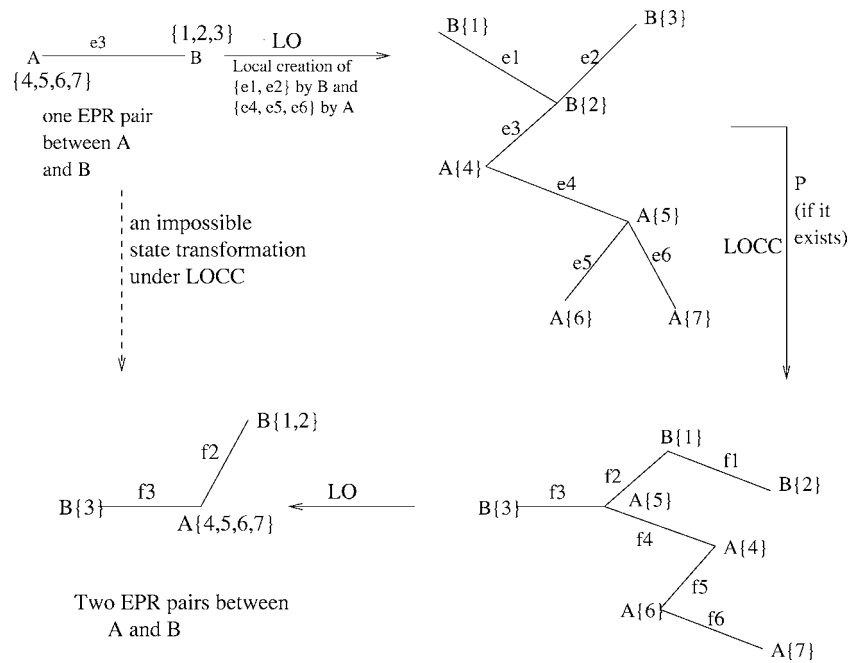 e3
A
B
{1,2,3}
{4,5,6,7}
LO
Local creation of
{e1, e2} by B and
{e4, e5, e6} by A
one EPR pair
between A
and B
an impossible
state transformation
under LOCC
B{1}
B{3}
e1
e2
B{2}
e3
A{4}
e4
A{5}
e5
e6
A{6}
A{7}
P
(if it
exists)
LOCC
B{1,2}
f2
B{3}
f3
A{4,5,6,7}
LO
Two EPR pairs between
A and B
B{1}
f1
B{2}
f2
B{3}
f3
A{5}
f4
A{4}
f5
A{6}
f6
A{7}